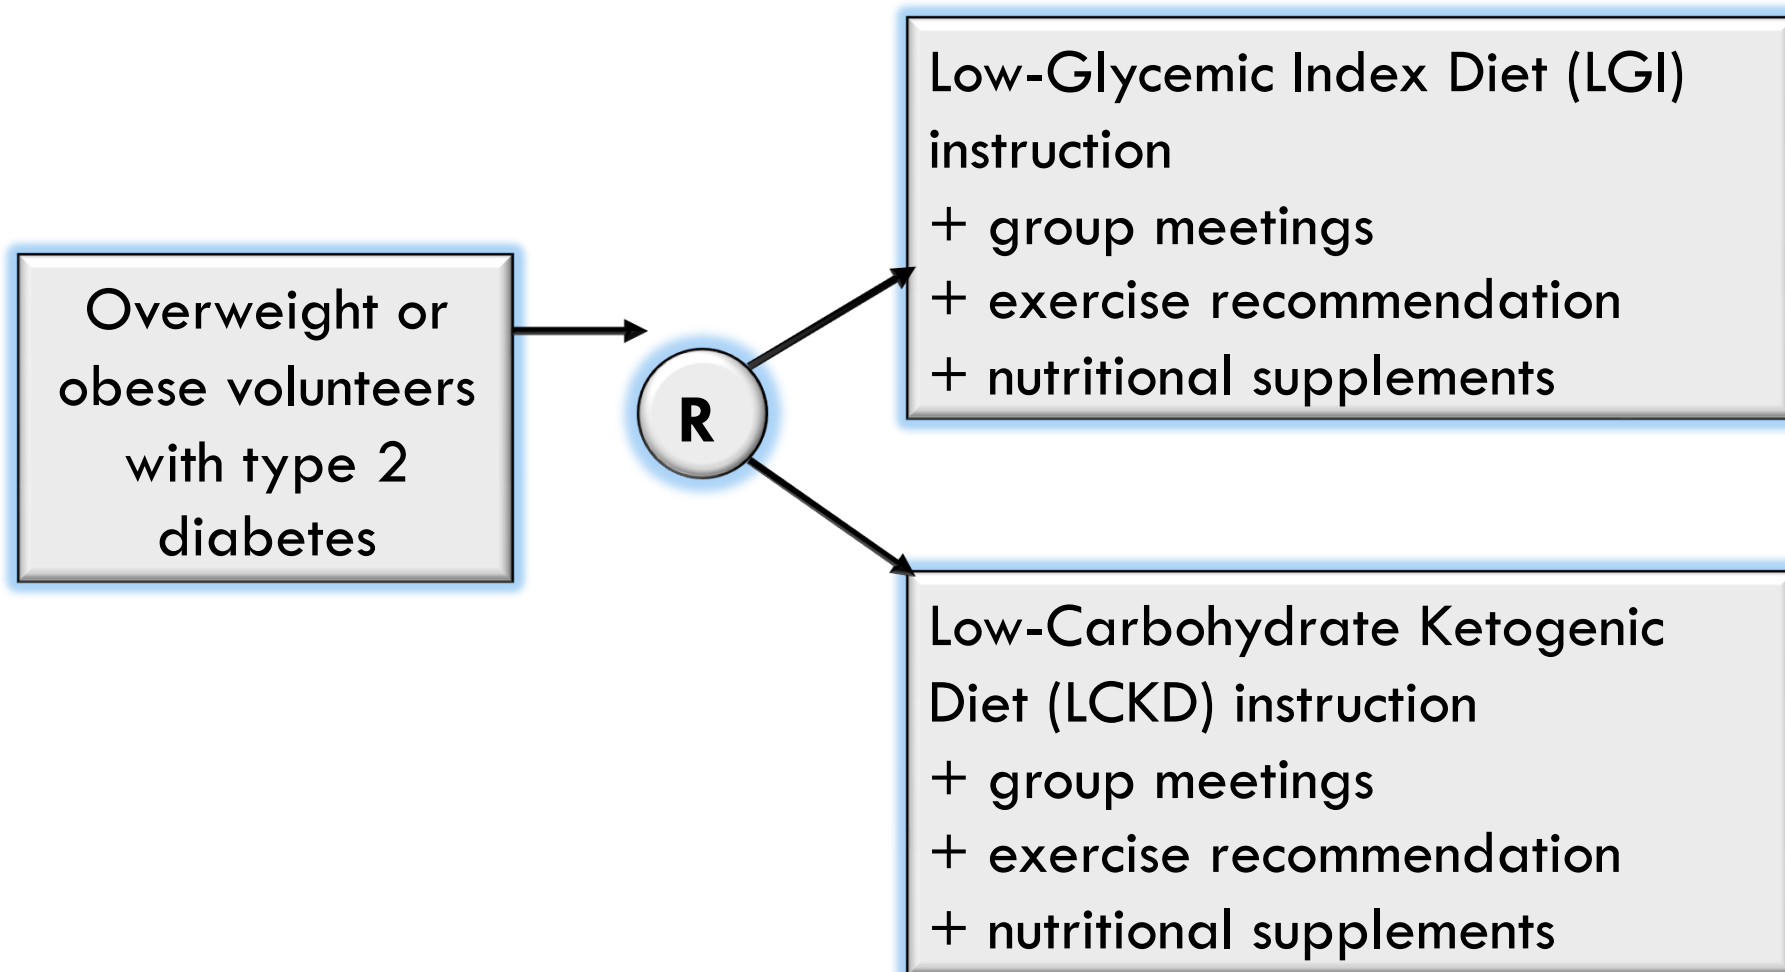 Overweight or
obese volunteers
with type 2
diabetes
R
Low-Glycemic Index Diet (LGI)
instruction
+ group meetings
+ exercise recommendation
+ nutritional supplements
Low-Carbohydrate Ketogenic
Diet (LCKD) instruction
+ group meetings
+ exercise recommendation
+ nutritional supplements